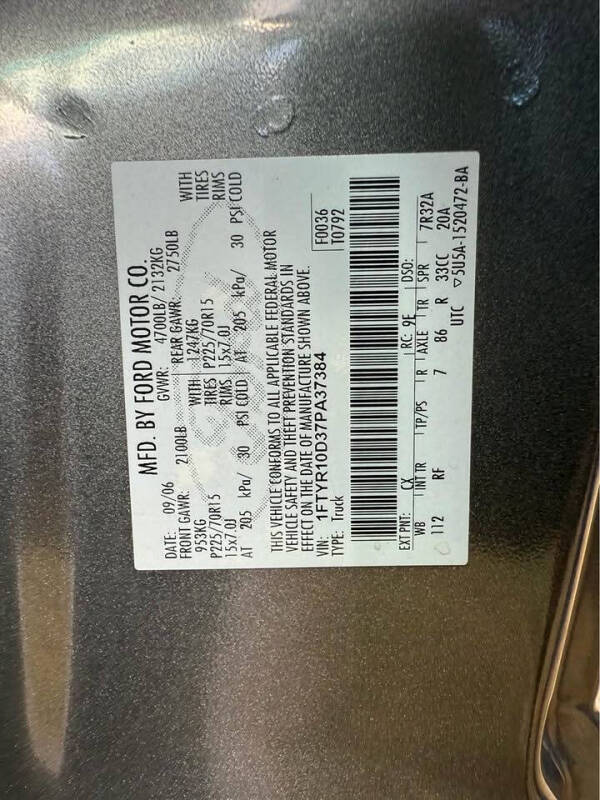 MFD. BY FORD MOTOR CO.
DATE: 09/06 GVWR: 4700LB/ 2132KG
FRONT GAWR: 2100LB REAR GAWR: 2750LB
953KG WITH 1247KG WITH
P225/70R15 TIRES P225/70R15 TIRES
15x7.0J RIMS 15x7.0J RIMS
AT 205 kPa/ 30 PSI COLD AT 205 kPa/ 30 PSI COLD
THIS VEHICLE CONFORMS TO ALL APPLICABLE FEDERAL MOTOR
VEHICLE SAFETY AND THEFT PREVENTION STANDARDS IN
EFFECT ON THE DATE OF MANUFACTURE SHOWN ABOVE.
VIN: 1FTYR10D37PA37384 F0036
TYPE: Truck T0792
EXT PNT: CX RC: 9E DSO:
WB INT TR TP/PS R AXLE TR SPR 7R32A
112 RF 7 86 R 33CC 20A
UTC ▽5U5A-1520472-BA